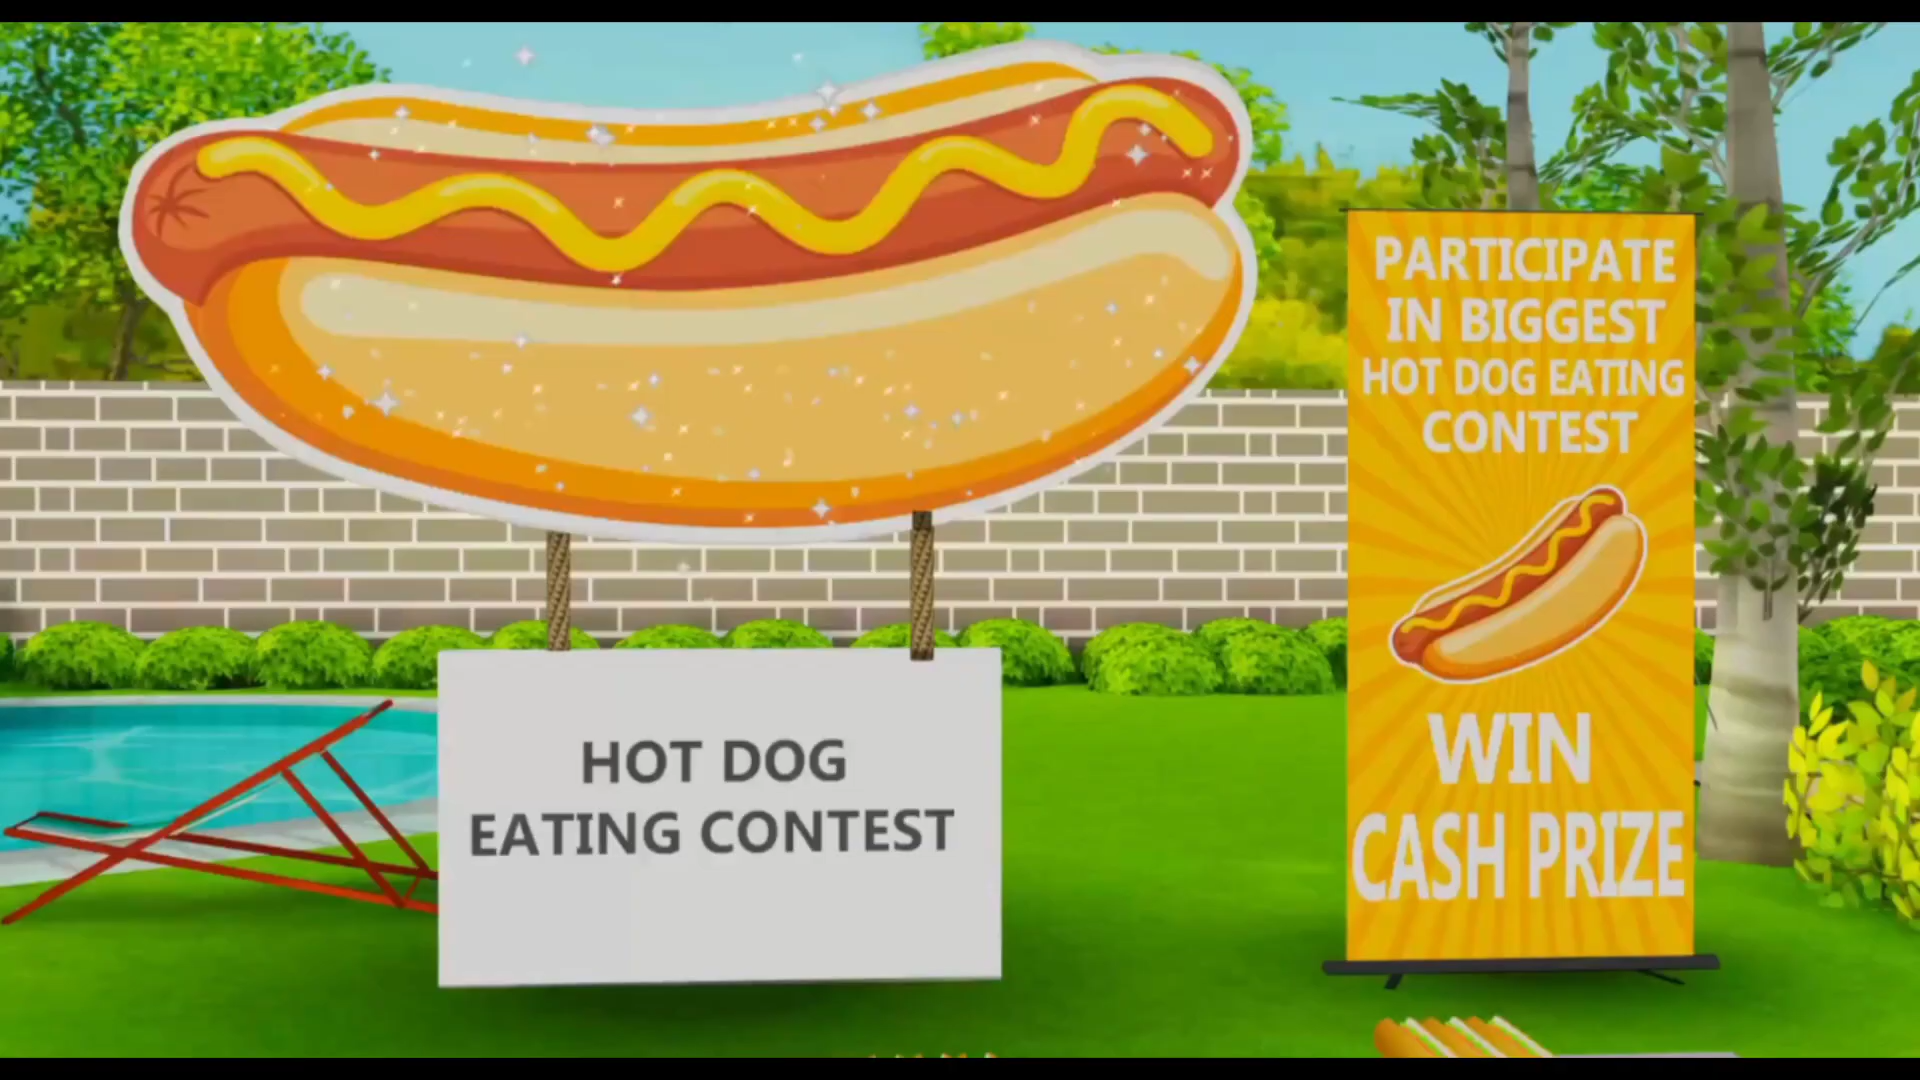 HOT DOG
EATING CONTEST
PARTICIPATE
IN BIGGEST
HOT DOG EATING
CONTEST
WIN
CASH PRIZE